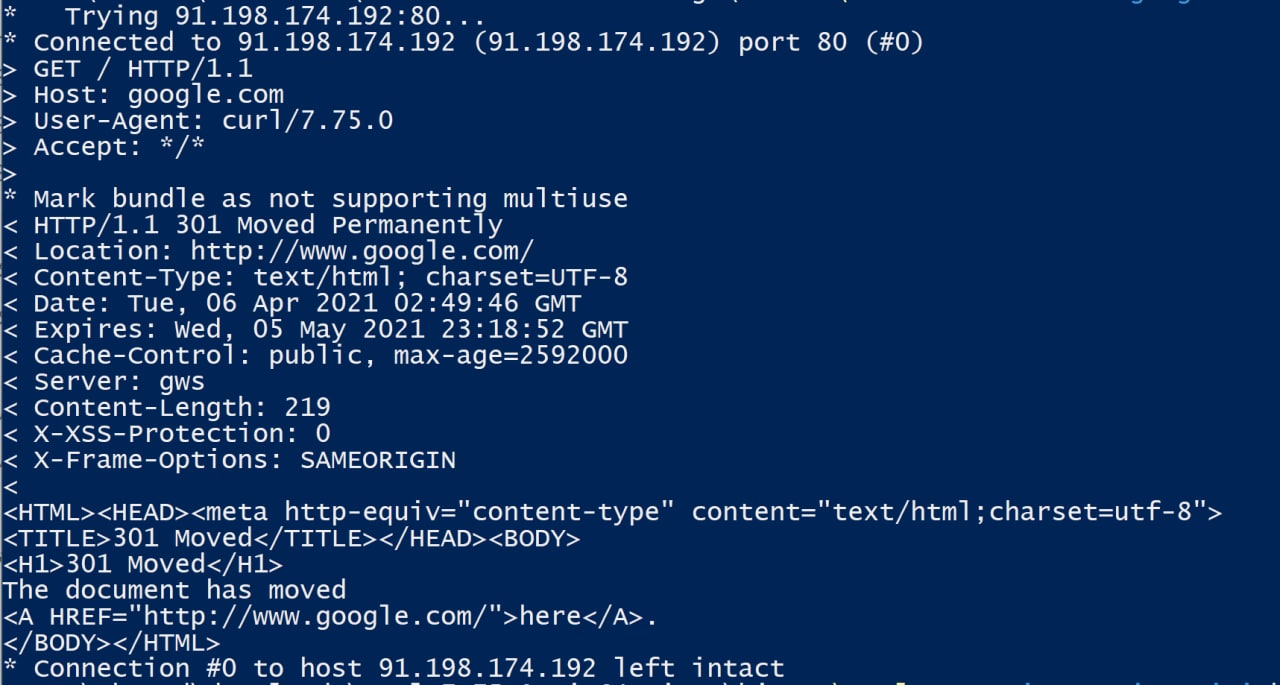 *   Trying 91.198.174.192:80...
* Connected to 91.198.174.192 (91.198.174.192) port 80 (#0)
> GET / HTTP/1.1
> Host: google.com
> User-Agent: curl/7.75.0
> Accept: */*
>
* Mark bundle as not supporting multiuse
< HTTP/1.1 301 Moved Permanently
< Location: http://www.google.com/
< Content-Type: text/html; charset=UTF-8
< Date: Tue, 06 Apr 2021 02:49:46 GMT
< Expires: Wed, 05 May 2021 23:18:52 GMT
< Cache-Control: public, max-age=2592000
< Server: gws
< Content-Length: 219
< X-XSS-Protection: 0
< X-Frame-Options: SAMEORIGIN
<
<HTML><HEAD><meta http-equiv="content-type" content="text/html;charset=utf-8">
<TITLE>301 Moved</TITLE></HEAD><BODY>
<H1>301 Moved</H1>
The document has moved
<A HREF="http://www.google.com/">here</A>.
</BODY></HTML>
* Connection #0 to host 91.198.174.192 left intact